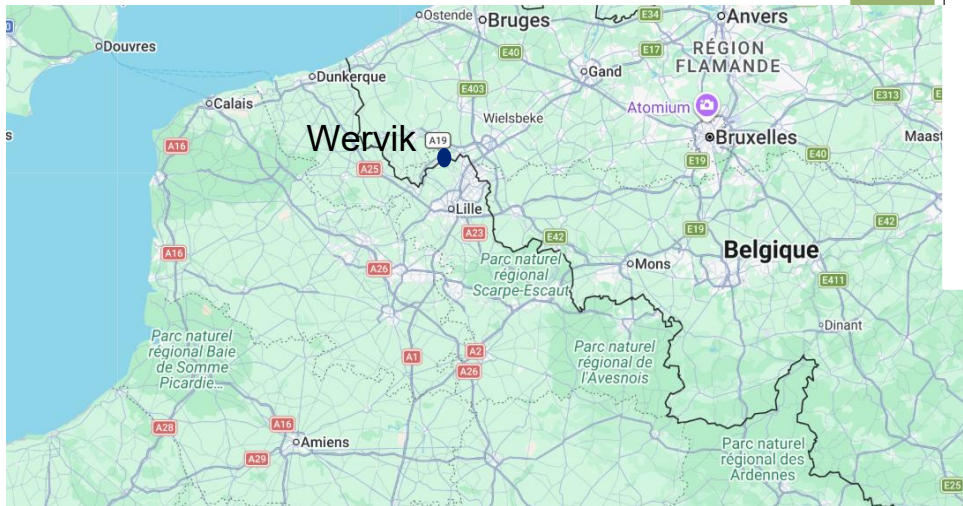 Ostende
Bruges
E34
Anvers
Douvres
E40
E17
RÉGION
FLAMANDE
Dunkerque
Gand
E403
E313
Calais
Atomium
Wielsbeke
Wervik
A19
Bruxelles
Maast
A16
A25
E19
E40
Lille
A23
E42
E19
E42
A16
A26
Parc naturel
régional
Scarpe-Escaut
Mons
Belgique
E411
Parc naturel
régional Baie
de Somme
Picardie...
A1
A2
A26
Parc naturel
régional de
l'Avesnois
Dinant
A28
A16
Amiens
A29
Parc naturel
régional des
Ardennes
E25